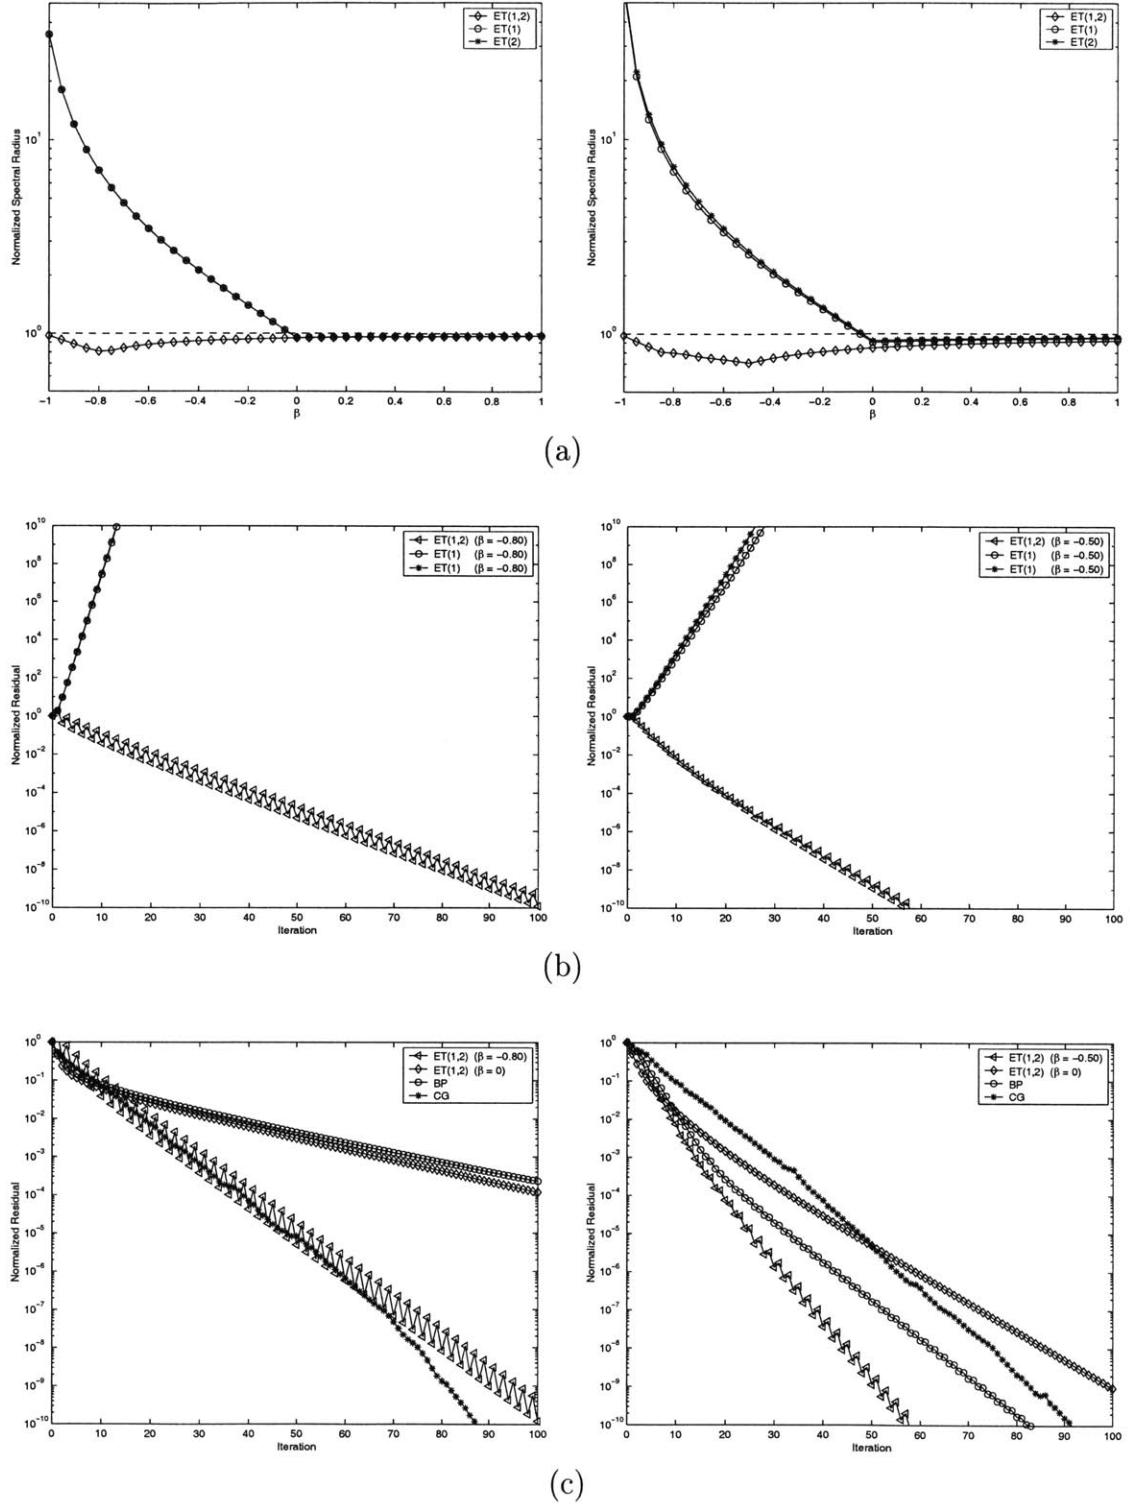 ET(1,2)
ET(1)
ET(2)
Normalized Spectral Radius
10^1
10^0
−1 −0.8 −0.6 −0.4 −0.2 0 0.2 0.4 0.6 0.8 1
β
ET(1,2)
ET(1)
ET(2)
Normalized Spectral Radius
10^1
10^0
−1 −0.8 −0.6 −0.4 −0.2 0 0.2 0.4 0.6 0.8 1
β
(a)
ET(1,2) (β = −0.80)
ET(1) (β = −0.80)
ET(1) (β = −0.80)
Normalized Residual
10^10
10^8
10^6
10^4
10^2
10^0
10^−2
10^−4
10^−6
10^−8
10^−10
0 10 20 30 40 50 60 70 80 90 100
Iteration
ET(1,2) (β = −0.50)
ET(1) (β = −0.50)
ET(1) (β = −0.50)
Normalized Residual
10^10
10^8
10^6
10^4
10^2
10^0
10^−2
10^−4
10^−6
10^−8
10^−10
0 10 20 30 40 50 60 70 80 90 100
Iteration
(b)
ET(1,2) (β = −0.80)
ET(1,2) (β = 0)
BP
CG
Normalized Residual
10^0
10^−1
10^−2
10^−3
10^−4
10^−5
10^−6
10^−7
10^−8
10^−9
10^−10
0 10 20 30 40 50 60 70 80 90 100
Iteration
ET(1,2) (β = −0.50)
ET(1,2) (β = 0)
BP
CG
Normalized Residual
10^0
10^−1
10^−2
10^−3
10^−4
10^−5
10^−6
10^−7
10^−8
10^−9
10^−10
0 10 20 30 40 50 60 70 80 90 100
Iteration
(c)